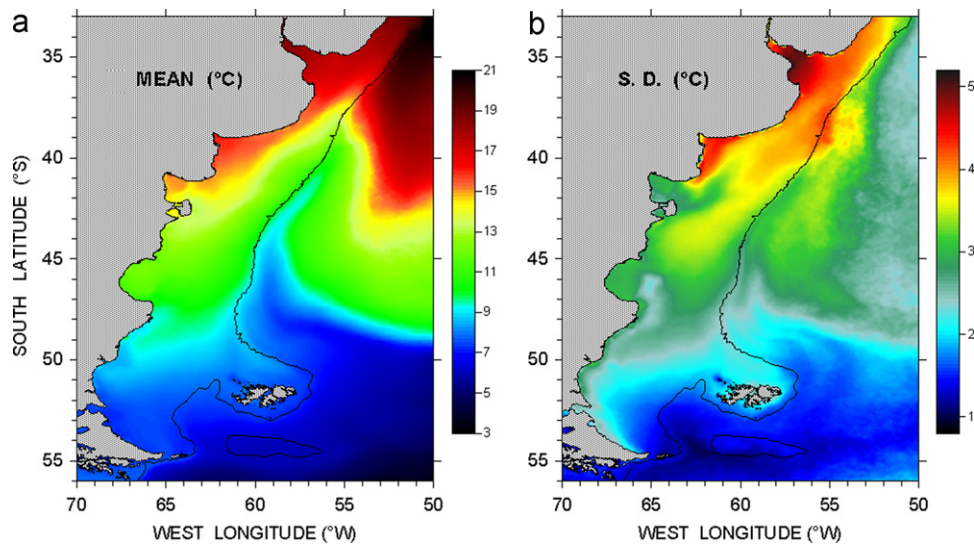 a
MEAN (°C)
SOUTH LATITUDE (°S)
35
40
45
50
55
70 65 60 55 50
WEST LONGITUDE (°W)
21
19
17
15
13
11
9
7
5
3
b
S. D. (°C)
35
40
45
50
55
70 65 60 55 50
WEST LONGITUDE (°W)
5
4
3
2
1